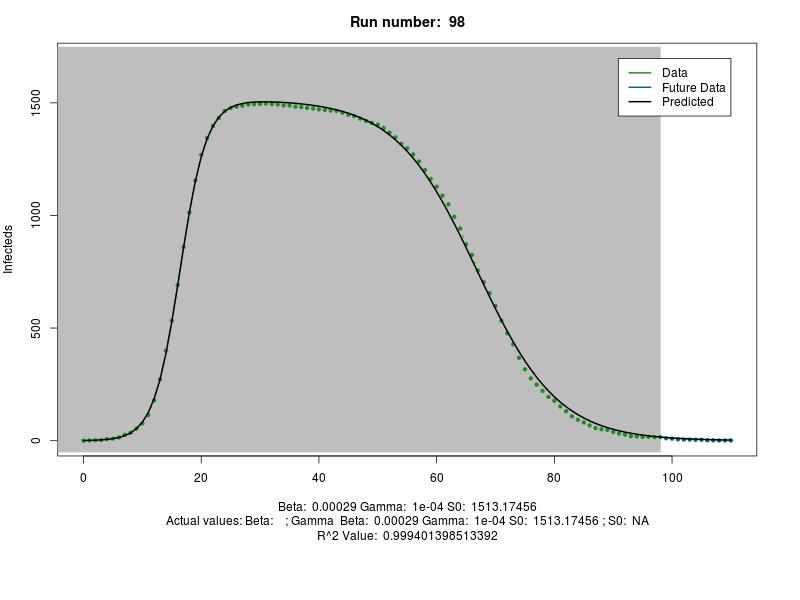 Run number: 98
Data
Future Data
Predicted
Infecteds
1500
1000
500
0
0 20 40 60 80 100
Beta: 0.00029 Gamma: 1e-04 S0: 1513.17456
Actual values: Beta: ; Gamma Beta: 0.00029 Gamma: 1e-04 S0: 1513.17456 ; S0: NA
R^2 Value: 0.999401398513392